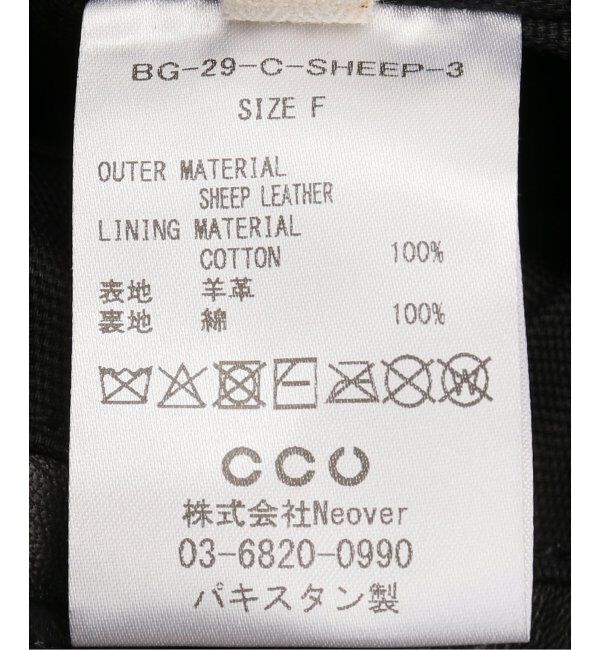 BG-29-C-SHEEP-3
SIZE F
OUTER MATERIAL
SHEEP LEATHER
LINING MATERIAL
COTTON 100%
表地 羊革
裏地 綿 100%
CCU
株式会社Neover
03-6820-0990
パキスタン製